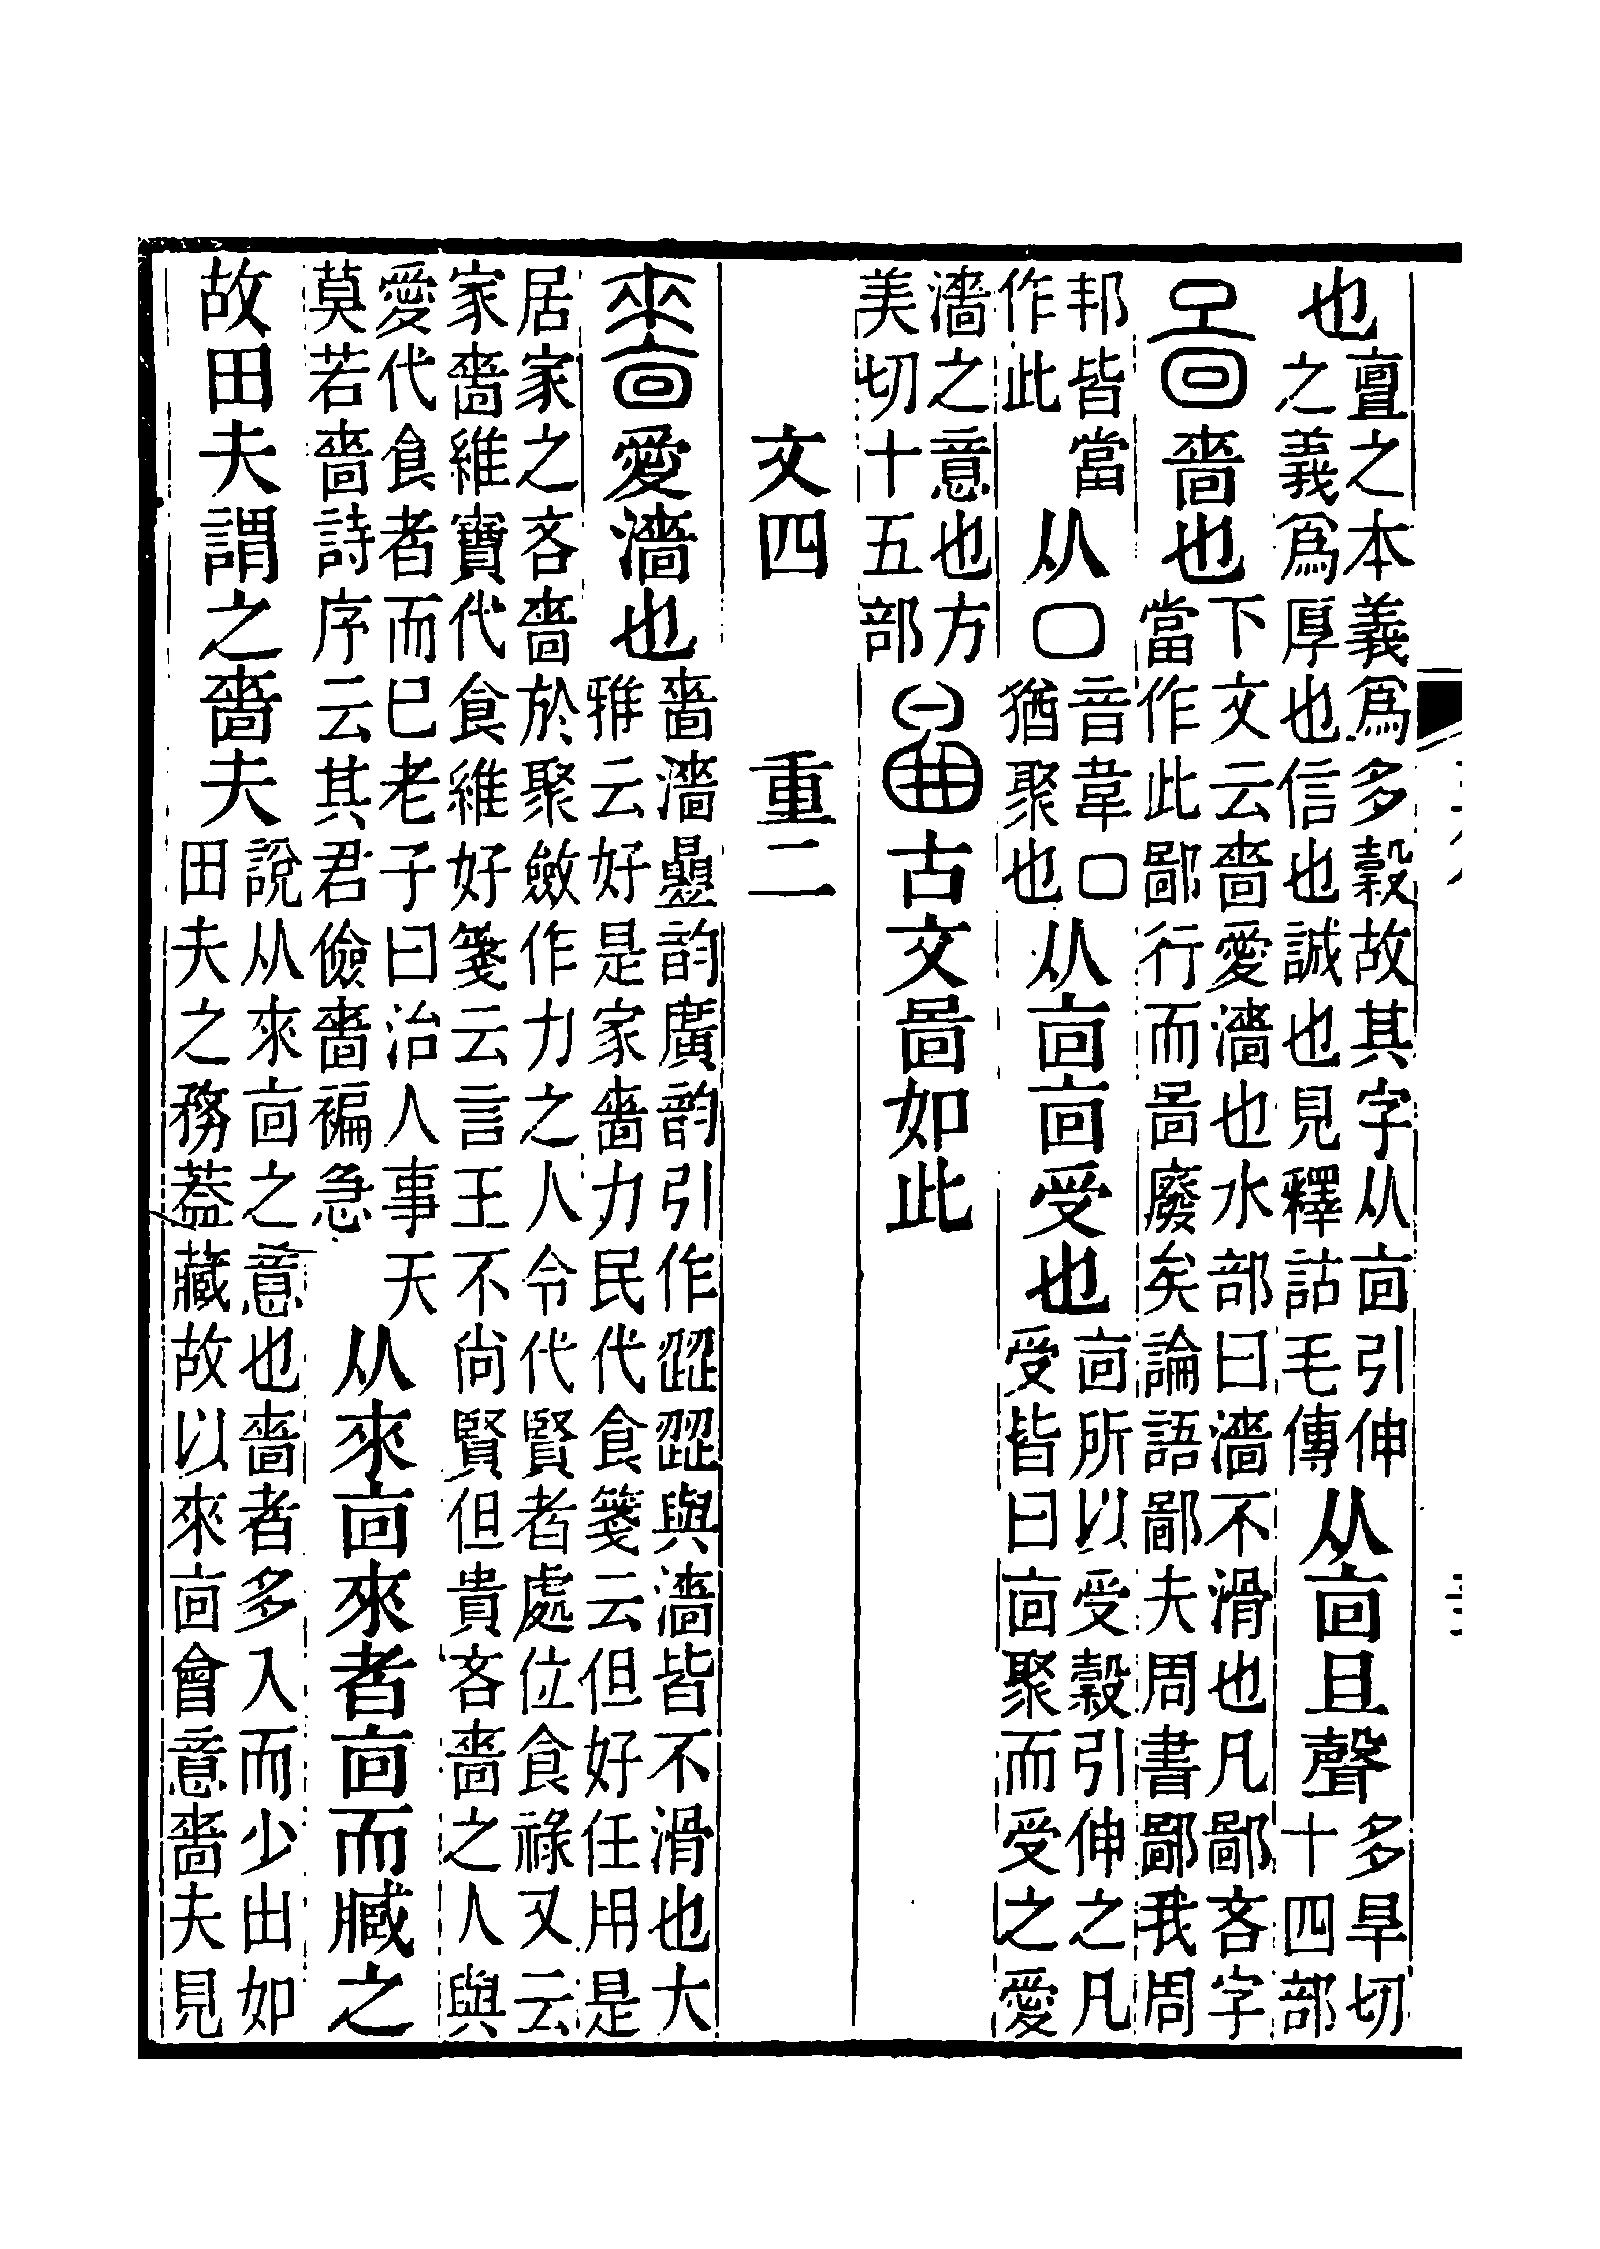 也亶之本義爲多穀故其字从㐭引伸之義爲厚也信也誠也見釋詁毛傳从㐭旦聲多旱切十四部
啚嗇也下文云嗇愛濇也水部曰濇不滑也凡鄙吝字當作此鄙行而啚廢矣論語鄙夫周書鄙我周
邦皆當作此从囗音韋囗猶聚也从㐭㐭受也㐭所以受穀引伸之凡受皆曰㐭聚而受之愛
濇之意也方美切十五部古文啚如此
文四 重二
嗇愛濇也嗇濇曡韵廣韵引作歰歰與濇皆不滑也大雅云好是家嗇力民代食箋云但好任用是
居家之吝嗇於聚斂作力之人令代賢者處位食祿又云家嗇維寶代食維好箋云言王不尚賢但貴吝嗇之人與
愛代食者而巳老子曰治人事天莫若嗇詩序云其君儉嗇褊急从來㐭來者㐭而臧之
故田夫謂之嗇夫說从來㐭之意也嗇者多入而少出如田夫之務葢藏故以來㐭會意嗇夫見